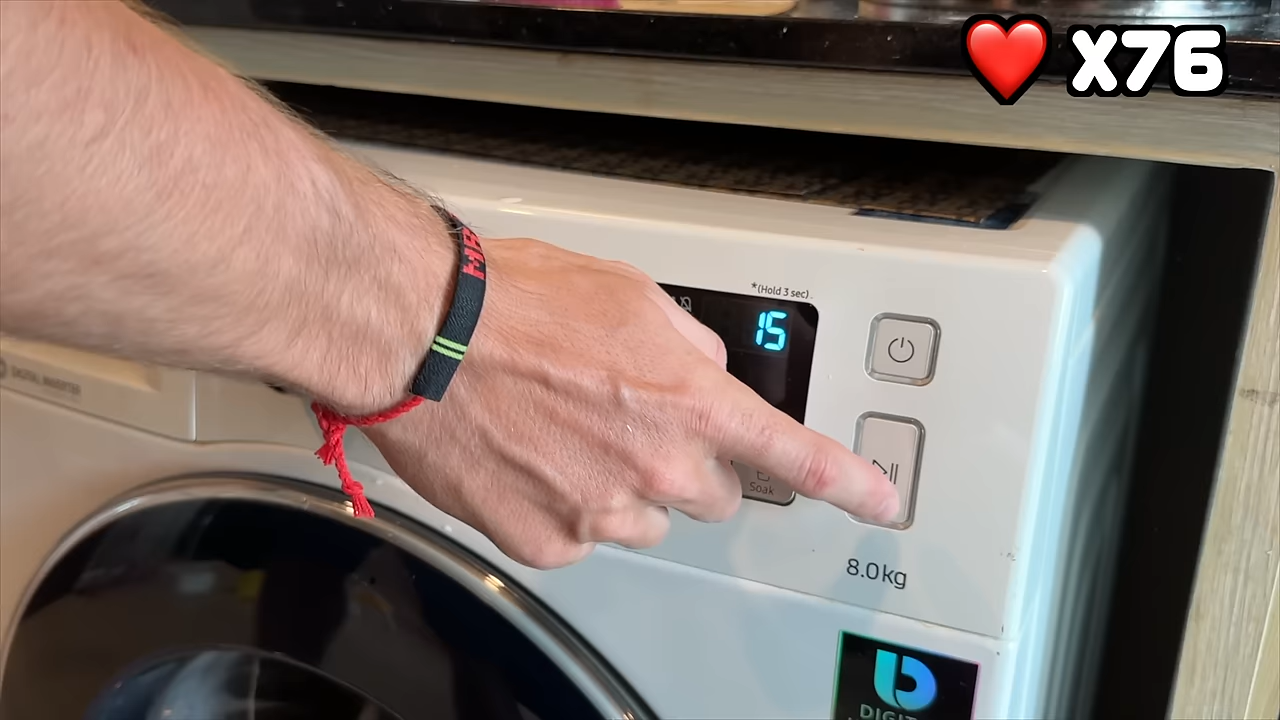 X76
*(Hold 3 sec)
15
Soak
8.0kg
DIGITAL INVERTER
b